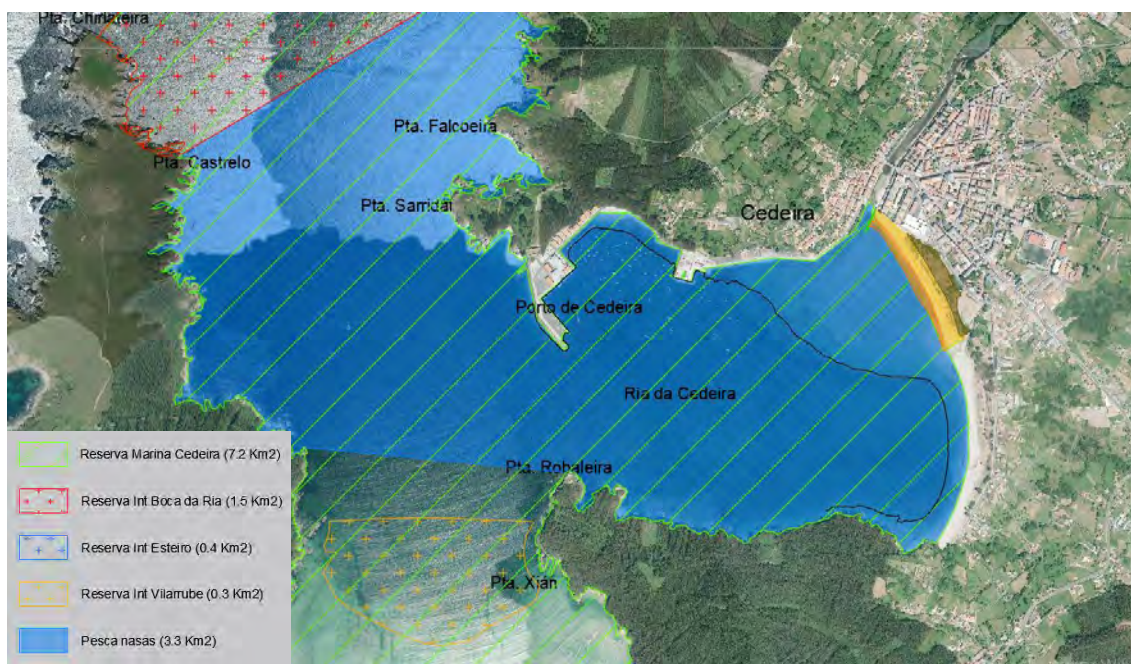 Pta. Chirlateira
Pta. Falcoeira
Pta. Castrelo
Pta. Sarridal
Cedeira
Porto de Cedeira
Ria da Cedeira
Pta. Robaleira
Pta. Xian
Reserva Marina Cedeira (7.2 Km2)
Reserva Int Boca da Ria (1.5 Km2)
Reserva Int Esteiro (0.4 Km2)
Reserva Int Vilarrube (0.3 Km2)
Pesca nasas (3.3 Km2)